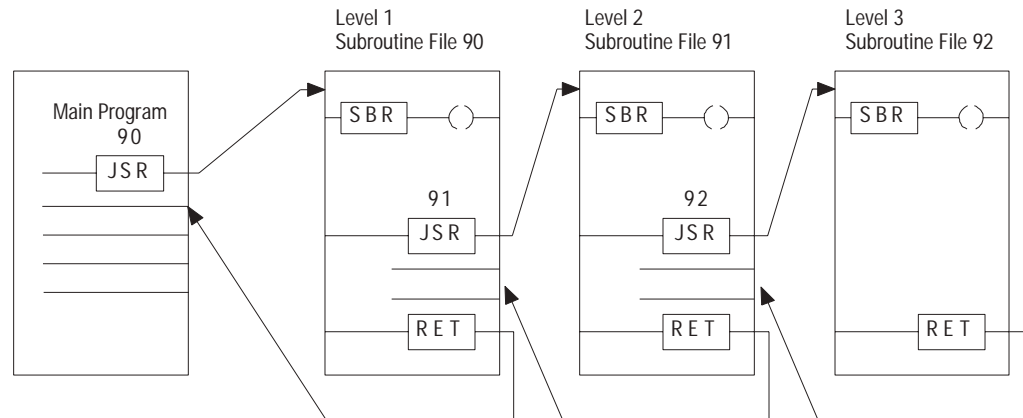 Level 1
Subroutine File 90
Level 2
Subroutine File 91
Level 3
Subroutine File 92
Main Program
90
JSR
SBR
91
JSR
RET
SBR
92
JSR
RET
SBR
RET